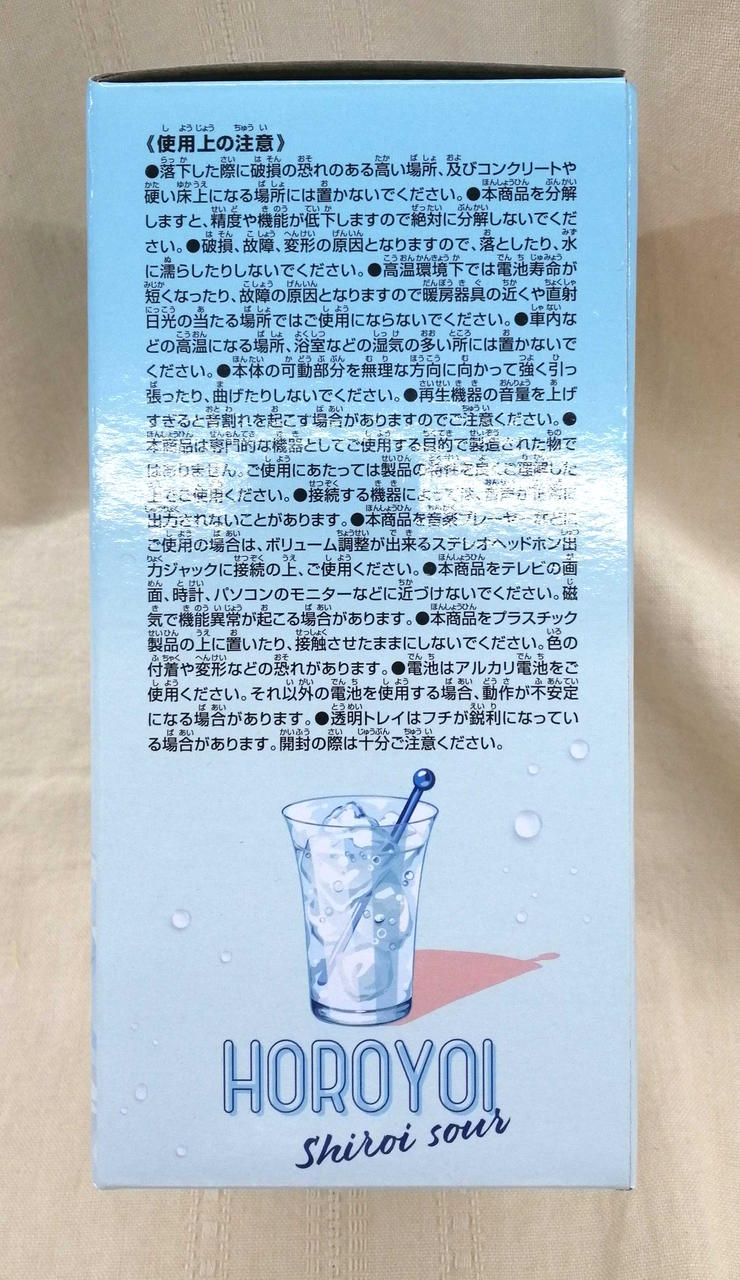 《使用上の注意》
●落下した際に破損の恐れのある高い場所、及びコンクリートや
硬い床上になる場所には置かないでください。●本商品を分解
しますと、精度や機能が低下しますので絶対に分解しないでくだ
さい。●破損、故障、変形の原因となりますので、落としたり、水
に濡らしたりしないでください。●高温環境下では電池寿命が
短くなったり、故障の原因となりますので暖房器具の近くや直射
日光の当たる場所ではご使用にならないでください。●車内な
どの高温になる場所、浴室などの湿気の多い所には置かないで
ください。●本体の可動部分を無理な方向に向かって強く引っ
張ったり、曲げたりしないでください。●再生機器の音量を上げ
すぎると音割れを起こす場合がありますのでご注意ください。●
本商品は専門的な機器としてご使用する目的で製造された物で
はありません。ご使用にあたっては製品の特性を良くご理解した
上でご使用ください。●接続する機器によっては、音声が正常に
出力されないことがあります。●本商品を音楽プレーヤーなどに
ご使用の場合は、ボリューム調整が出来るステレオヘッドホン出
力ジャックに接続の上、ご使用ください。●本商品をテレビの画
面、時計、パソコンのモニターなどに近づけないでください。磁
気で機能異常が起こる場合があります。●本商品をプラスチック
製品の上に置いたり、接触させたままにしないでください。色の
付着や変形などの恐れがあります。●電池はアルカリ電池をご
使用ください。それ以外の電池を使用する場合、動作が不安定
になる場合があります。●透明トレイはフチが鋭利になってい
る場合があります。開封の際は十分ご注意ください。
HOROYOI
Shiroi sour